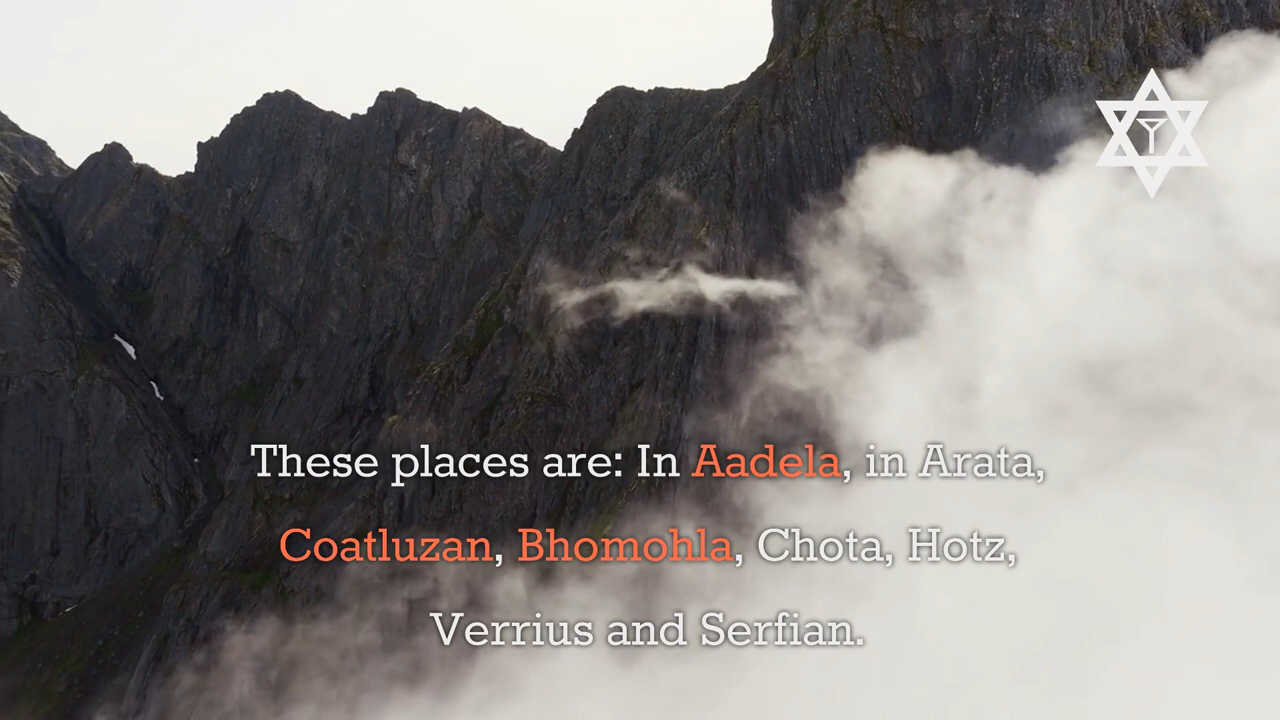 These places are: In Aadela, in Arata,
Coatluzan, Bhomohla, Chota, Hotz,
Verrius and Serfian.